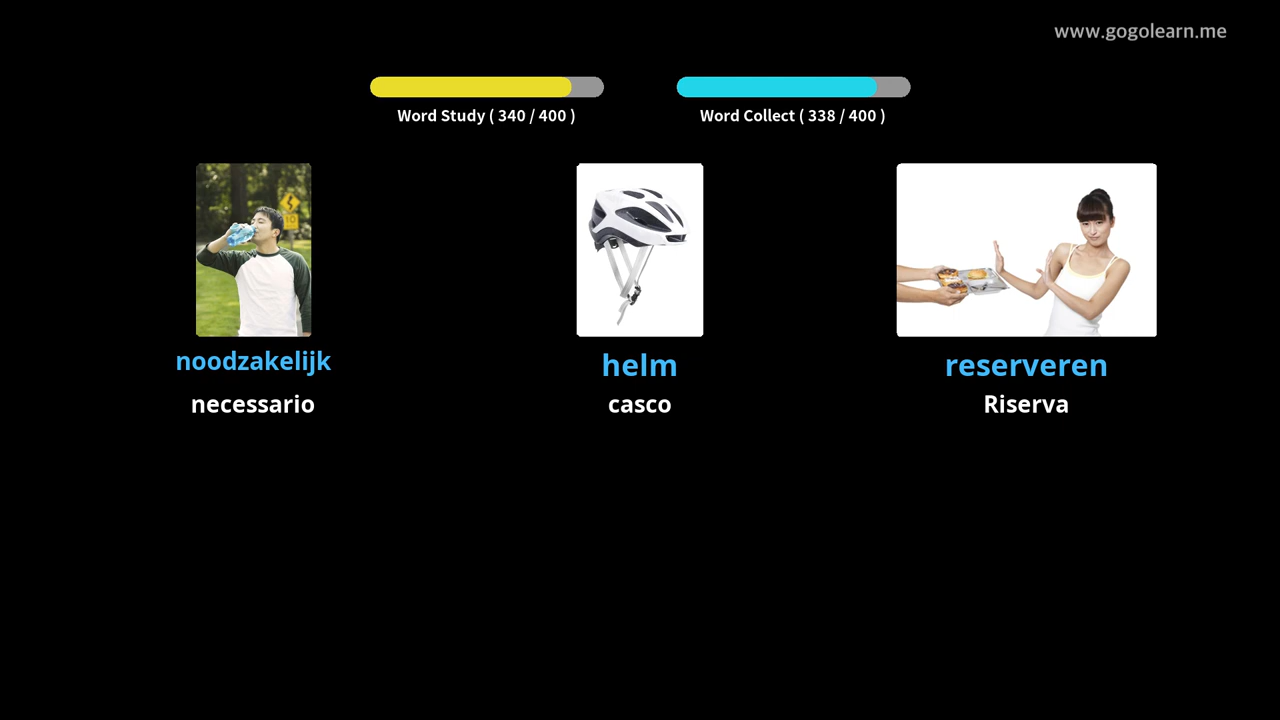 www.gogolearn.me
Word Study ( 340 / 400 )
Word Collect ( 338 / 400 )
noodzakelijk
helm
reserveren
necessario
casco
Riserva